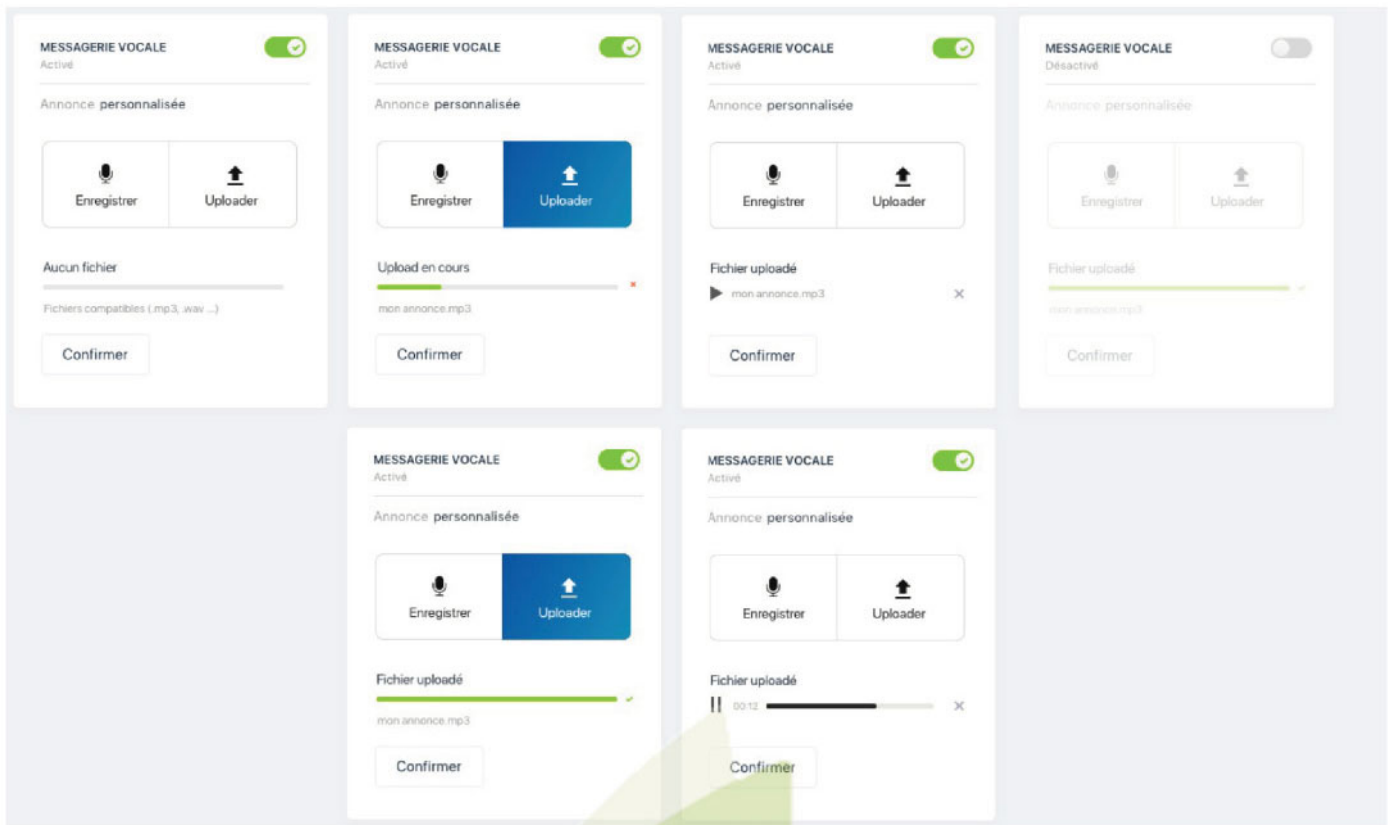 MESSAGERIE VOCALE
Activé
Annonce personnalisée
Enregistrer
Uploader
Aucun fichier
Fichiers compatibles (.mp3, .wav ...)
Confirmer
MESSAGERIE VOCALE
Activé
Annonce personnalisée
Enregistrer
Uploader
Upload en cours
mon annonce.mp3
Confirmer
MESSAGERIE VOCALE
Activé
Annonce personnalisée
Enregistrer
Uploader
Fichier uploadé
mon annonce.mp3
Confirmer
MESSAGERIE VOCALE
Désactivé
Annonce personnalisée
Enregistrer
Uploader
Fichier uploadé
mon annonce.mp3
Confirmer
MESSAGERIE VOCALE
Activé
Annonce personnalisée
Enregistrer
Uploader
Fichier uploadé
mon annonce.mp3
Confirmer
MESSAGERIE VOCALE
Activé
Annonce personnalisée
Enregistrer
Uploader
Fichier uploadé
00:12
Confirmer